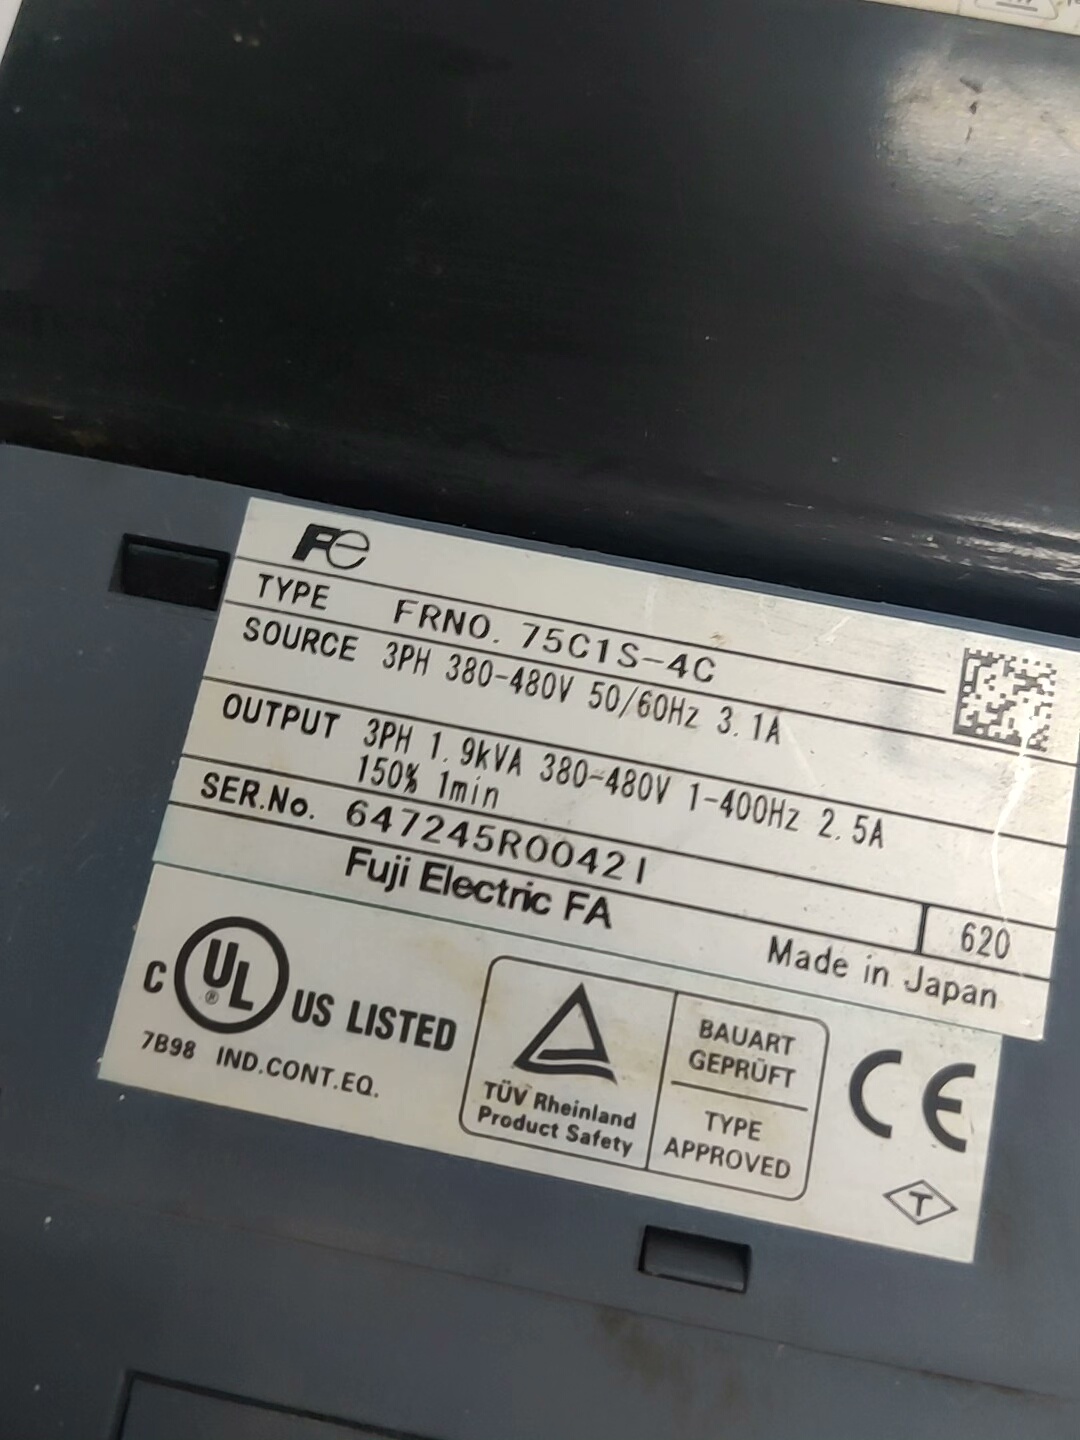 Fe
TYPE FRN0.75C1S-4C
SOURCE 3PH 380-480V 50/60Hz 3.1A
OUTPUT 3PH 1.9kVA 380-480V 1-400Hz 2.5A
150% 1min
SER.No. 647245R0042 1
620
Fuji Electric FA
Made in Japan
C UL ® US LISTED
7B98 IND.CONT.EQ.
TÜV Rheinland
Product Safety
BAUART
GEPRÜFT
TYPE
APPROVED
CE
T